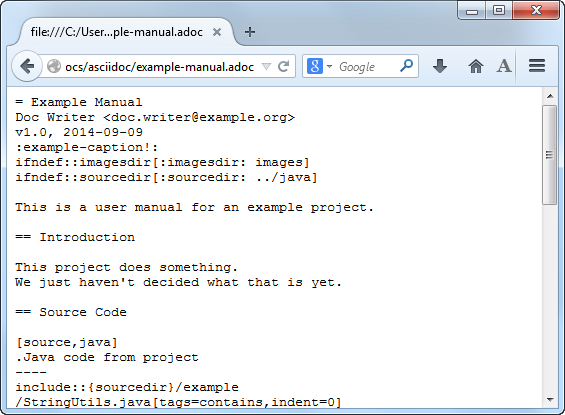 file:///C:/User...ple-manual.adoc
ocs/asciidoc/example-manual.adoc
8
Google
= Example Manual
Doc Writer <doc.writer@example.org>
v1.0, 2014-09-09
:example-caption!:
ifndef::imagesdir[:imagesdir: images]
ifndef::sourcedir[:sourcedir: ../java]
This is a user manual for an example project.
== Introduction
This project does something.
We just haven't decided what that is yet.
== Source Code
[source,java]
.Java code from project
----
include::{sourcedir}/example
/StringUtils.java[tags=contains,indent=0]